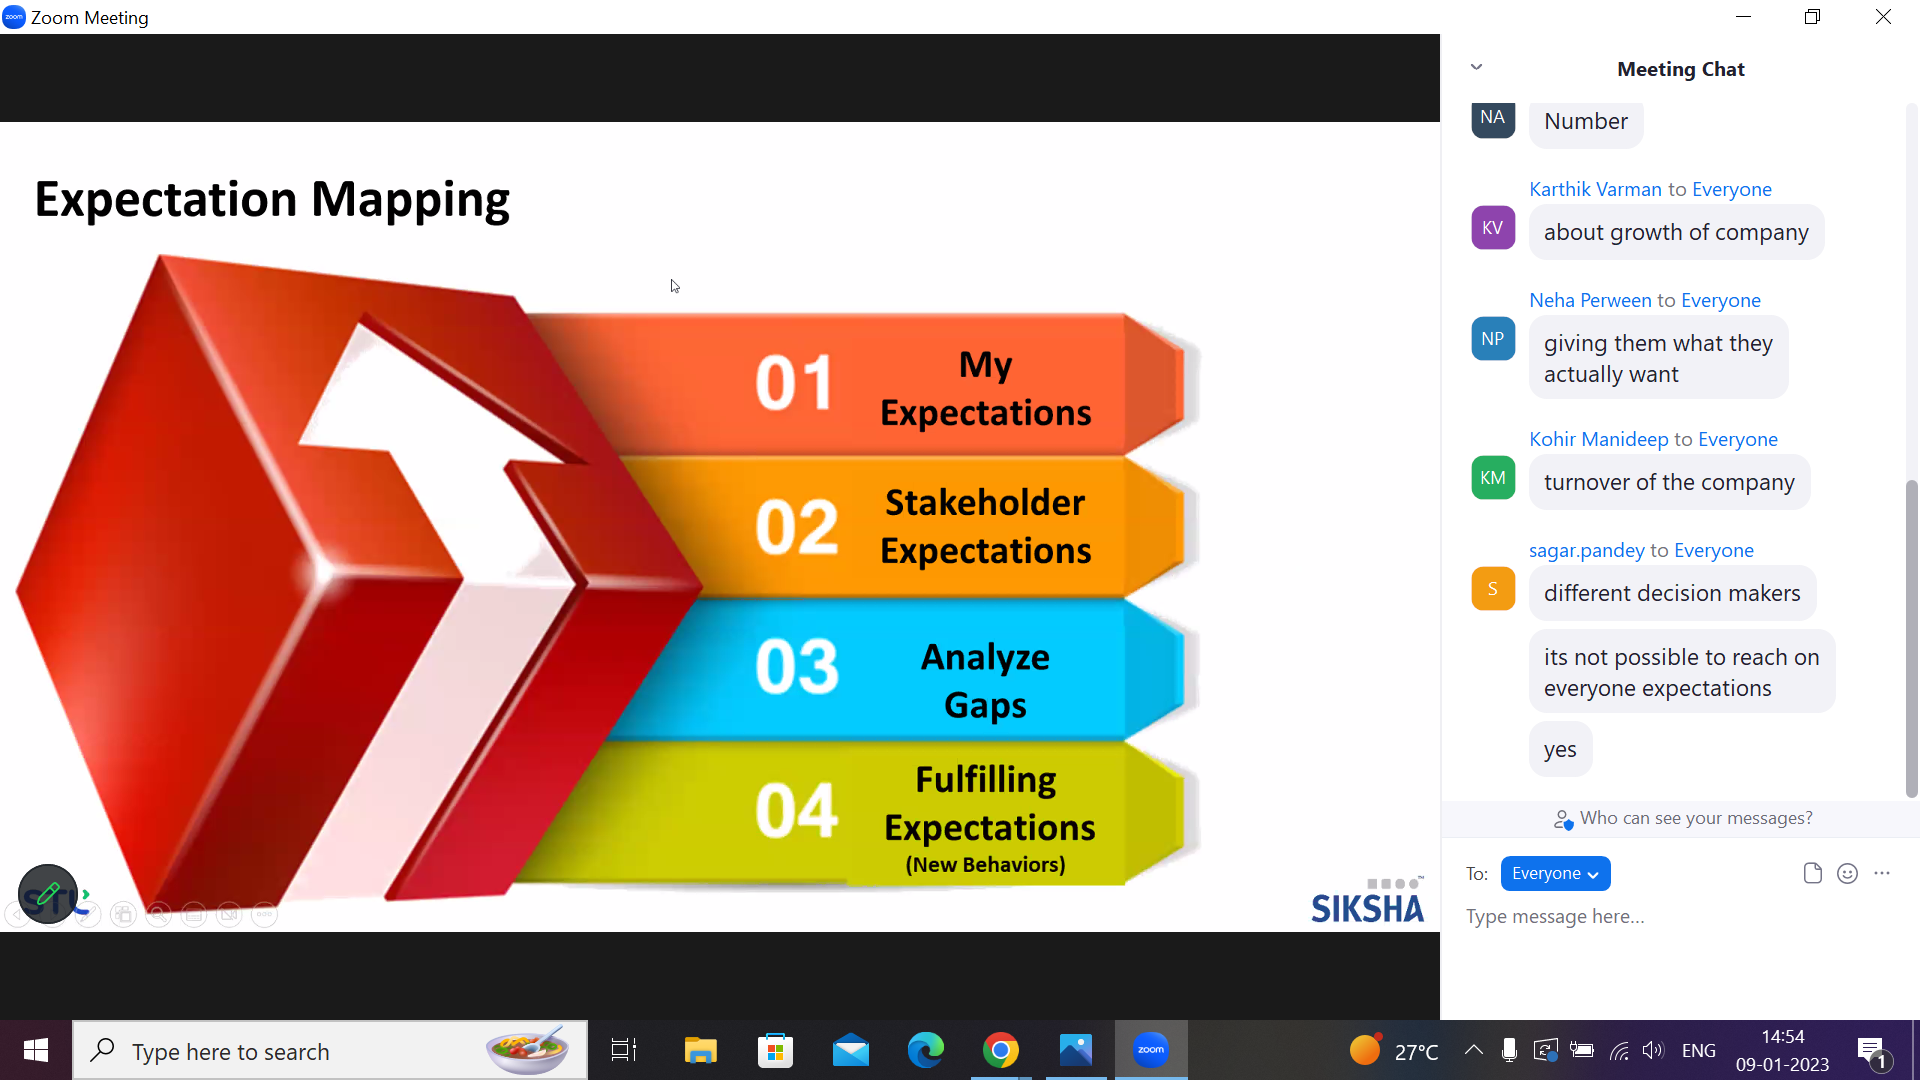 zoom Zoom Meeting
Expectation Mapping
01 My
Expectations
02 Stakeholder
Expectations
03 Analyze
Gaps
04 Fulfilling
Expectations
(New Behaviors)
SIKSHA
TM
Meeting Chat
NA Number
Karthik Varman to Everyone
KV about growth of company
Neha Perween to Everyone
NP giving them what they
actually want
Kohir Manideep to Everyone
KM turnover of the company
sagar.pandey to Everyone
S different decision makers
its not possible to reach on
everyone expectations
yes
Who can see your messages?
To: Everyone
Type message here...
Type here to search
zoom
27°C
ENG
14:54
09-01-2023
1